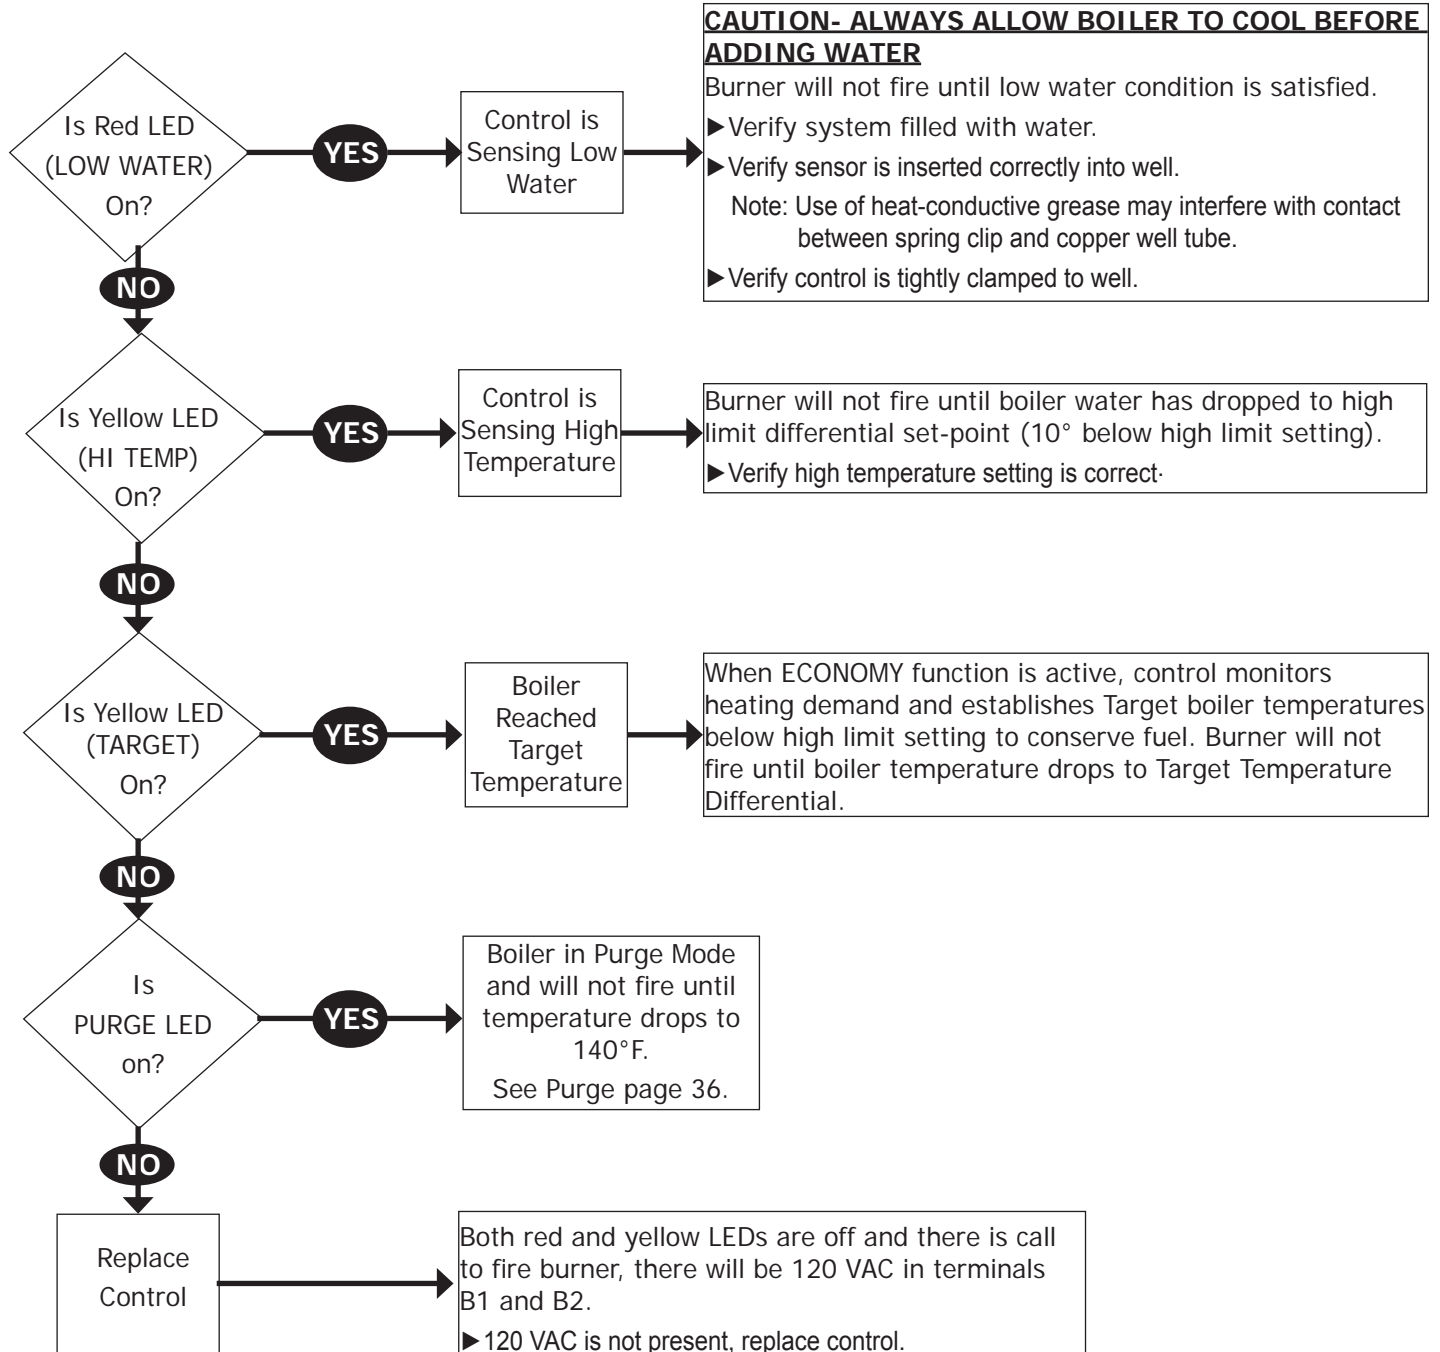 CAUTION- ALWAYS ALLOW BOILER TO COOL BEFORE
ADDING WATER
Burner will not fire until low water condition is satisfied.
►Verify system filled with water.
►Verify sensor is inserted correctly into well.
Note: Use of heat-conductive grease may interfere with contact
between spring clip and copper well tube.
►Verify control is tightly clamped to well.
Is Red LED
(LOW WATER)
On?
YES
Control is
Sensing Low
Water
NO
Is Yellow LED
(HI TEMP)
On?
YES
Control is
Sensing High
Temperature
Burner will not fire until boiler water has dropped to high
limit differential set-point (10° below high limit setting).
►Verify high temperature setting is correct.
NO
Is Yellow LED
(TARGET)
On?
YES
Boiler
Reached
Target
Temperature
When ECONOMY function is active, control monitors
heating demand and establishes Target boiler temperatures
below high limit setting to conserve fuel. Burner will not
fire until boiler temperature drops to Target Temperature
Differential.
NO
Is
PURGE LED
on?
YES
Boiler in Purge Mode
and will not fire until
temperature drops to
140°F.
See Purge page 36.
NO
Replace
Control
Both red and yellow LEDs are off and there is call
to fire burner, there will be 120 VAC in terminals
B1 and B2.
►120 VAC is not present, replace control.